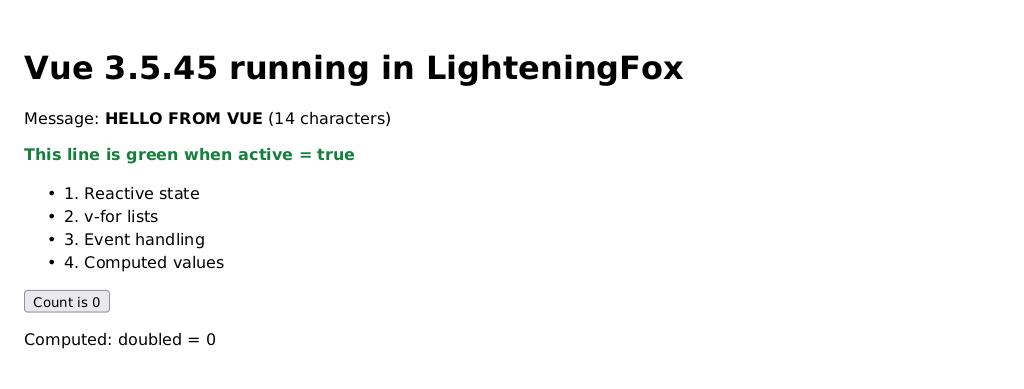 Vue 3.5.45 running in LighteningFox
Message: HELLO FROM VUE (14 characters)
This line is green when active = true
• 1. Reactive state
• 2. v-for lists
• 3. Event handling
• 4. Computed values
Count is 0
Computed: doubled = 0